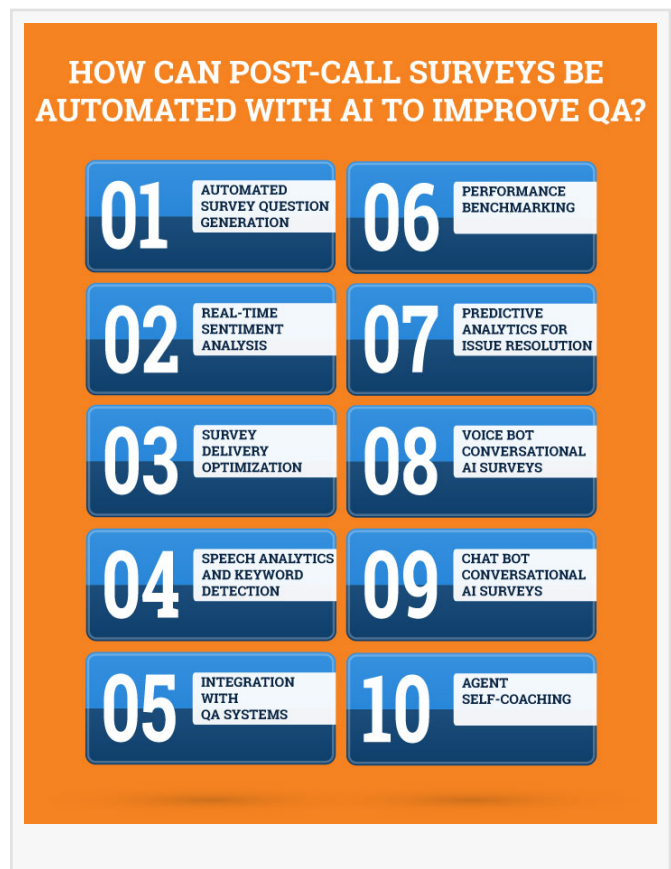 HOW CAN POST-CALL SURVEYS BE
AUTOMATED WITH AI TO IMPROVE QA?
01
AUTOMATED
SURVEY QUESTION
GENERATION
02
REAL-TIME
SENTIMENT
ANALYSIS
03
SURVEY
DELIVERY
OPTIMIZATION
04
SPEECH ANALYTICS
AND KEYWORD
DETECTION
05
INTEGRATION
WITH
QA SYSTEMS
06
PERFORMANCE
BENCHMARKING
07
PREDICTIVE
ANALYTICS FOR
ISSUE RESOLUTION
08
VOICE BOT
CONVERSATIONAL
AI SURVEYS
09
CHAT BOT
CONVERSATIONAL
AI SURVEYS
10
AGENT
SELF-COACHING